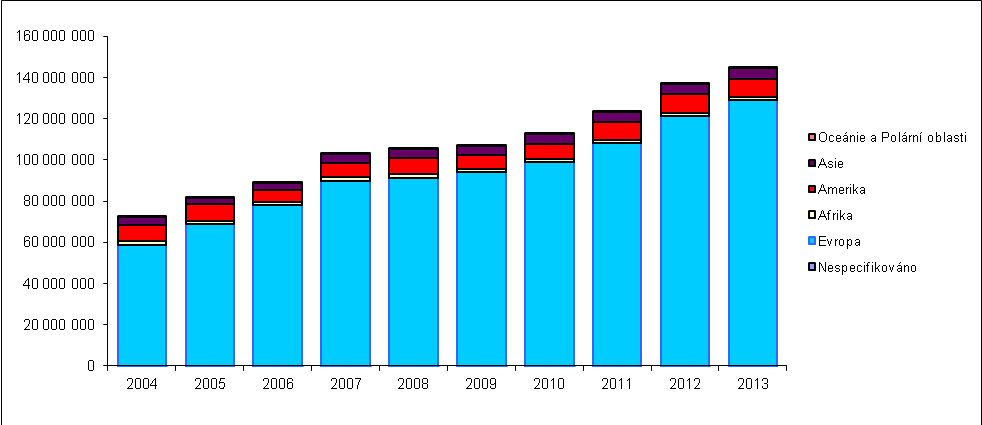 160 000 000
140 000 000
120 000 000
100 000 000
80 000 000
60 000 000
40 000 000
20 000 000
0
2004 2005 2006 2007 2008 2009 2010 2011 2012 2013
Oceánie a Polární oblasti
Asie
Amerika
Afrika
Evropa
Nespecifikováno